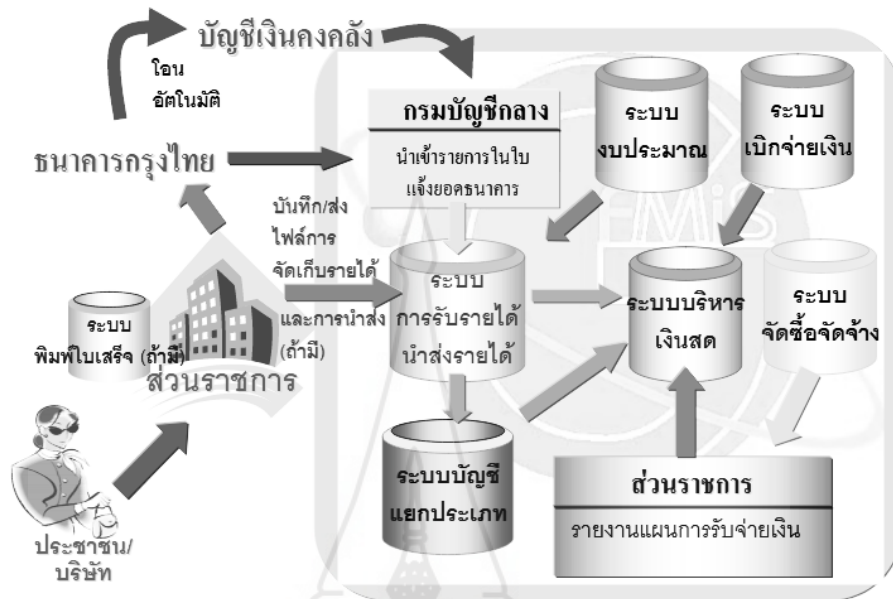 บัญชีเงินคงคลัง
โอน
อัตโนมัติ
กรมบัญชีกลาง
นำเข้ารายการในใบ
แจ้งยอดธนาคาร
ระบบ
งบประมาณ
ระบบ
เบิกจ่ายเงิน
ธนาคารกรุงไทย
บันทึก/ส่ง
ไฟล์การ
จัดเก็บรายได้
และการนำส่ง
(ถ้ามี)
FMiS
ระบบ
การรับรายได้
นำส่งรายได้
ระบบบริหาร
เงินสด
ระบบ
จัดซื้อจัดจ้าง
ระบบ
พิมพ์ใบเสร็จ (ถ้ามี)
ส่วนราชการ
ระบบบัญชี
แยกประเภท
ส่วนราชการ
รายงานแผนการรับจ่ายเงิน
ประชาชน/
บริษัท